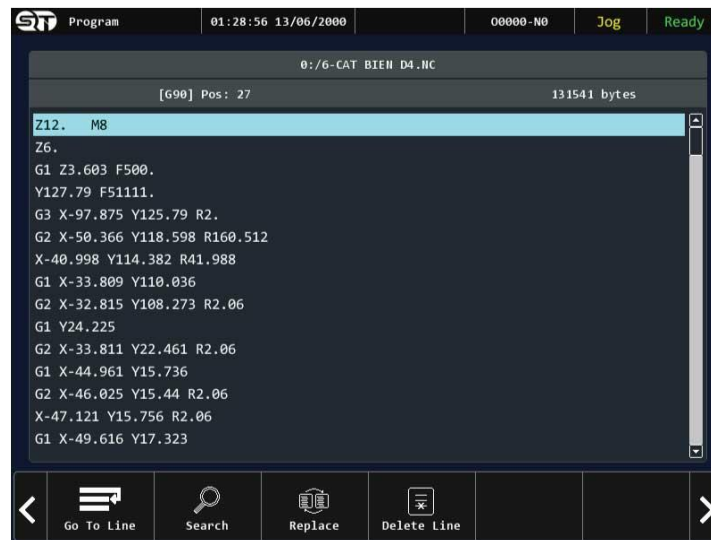 ST Program 01:28:56 13/06/2000 O0000-N0 Jog Ready
0:/6-CAT BIEN D4.NC
[G90] Pos: 27 131541 bytes
Z12. M8
Z6.
G1 Z3.603 F500.
Y127.79 F51111.
G3 X-97.875 Y125.79 R2.
G2 X-50.366 Y118.598 R160.512
X-40.998 Y114.382 R41.988
G1 X-33.809 Y110.036
G2 X-32.815 Y108.273 R2.06
G1 Y24.225
G2 X-33.811 Y22.461 R2.06
G1 X-44.961 Y15.736
G2 X-46.025 Y15.44 R2.06
X-47.121 Y15.756 R2.06
G1 X-49.616 Y17.323
Go To Line Search Replace Delete Line